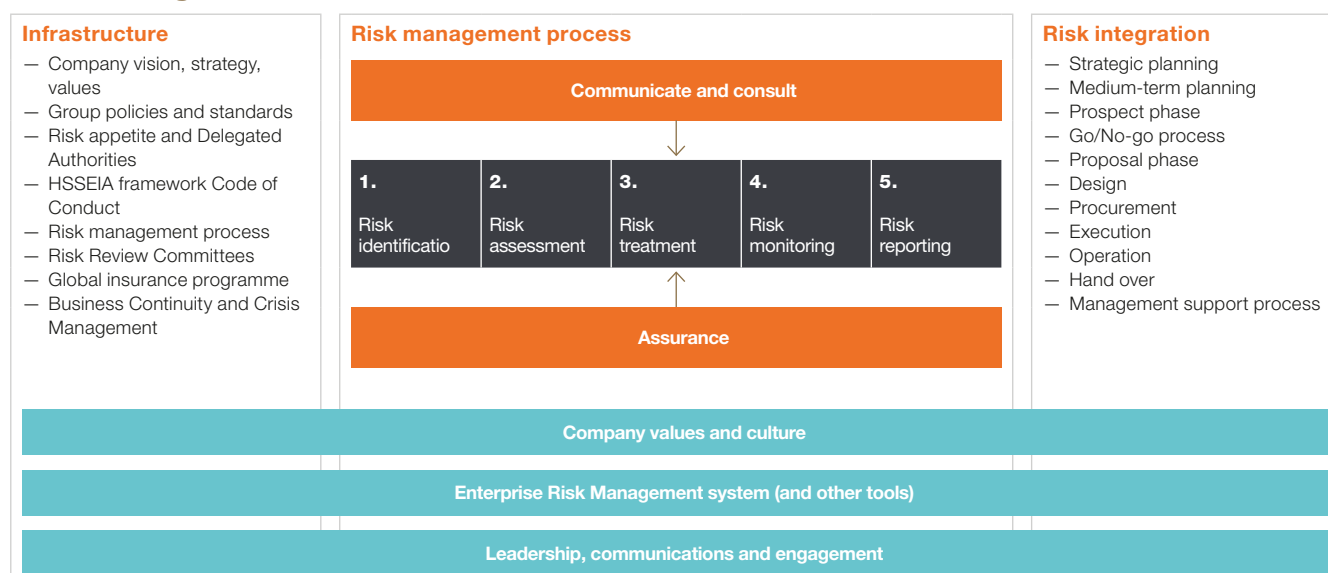 Infrastructure
— Company vision, strategy,
values
— Group policies and standards
— Risk appetite and Delegated
Authorities
— HSSEIA framework Code of
Conduct
— Risk management process
— Risk Review Committees
— Global insurance programme
— Business Continuity and Crisis
Management
Risk management process
Communicate and consult
1.
Risk
identificatio
2.
Risk
assessment
3.
Risk
treatment
4.
Risk
monitoring
5.
Risk
reporting
Assurance
Risk integration
— Strategic planning
— Medium-term planning
— Prospect phase
— Go/No-go process
— Proposal phase
— Design
— Procurement
— Execution
— Operation
— Hand over
— Management support process
Company values and culture
Enterprise Risk Management system (and other tools)
Leadership, communications and engagement